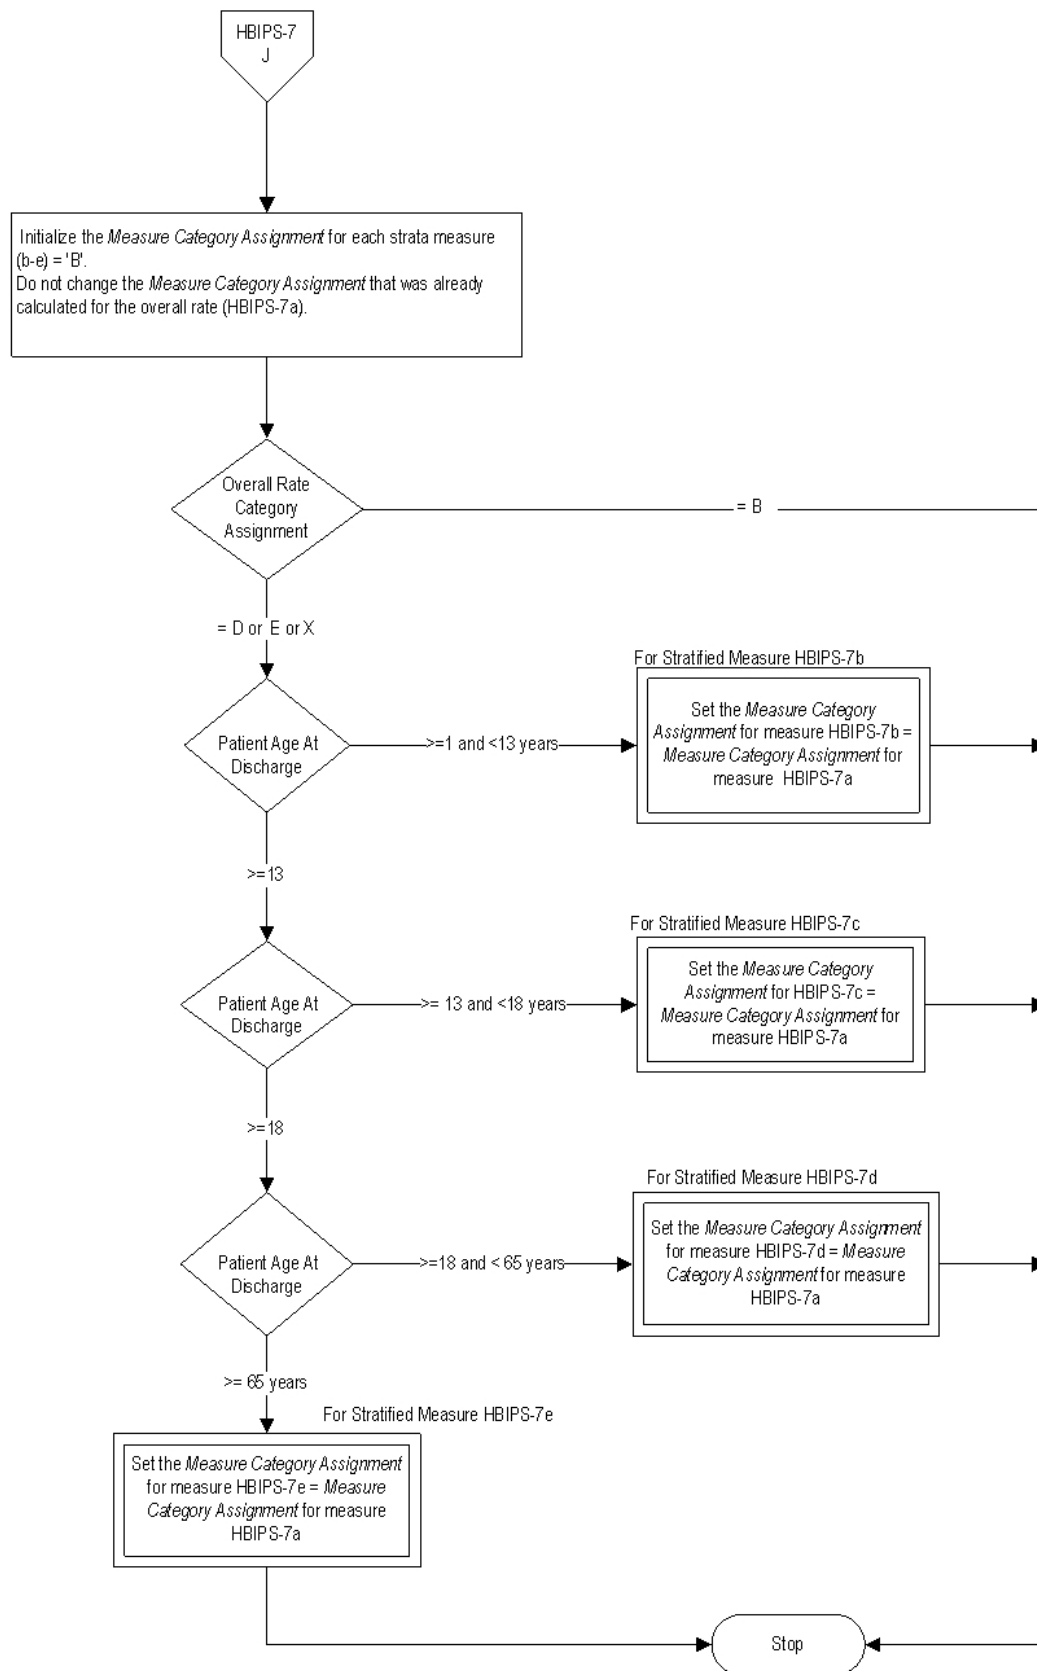 HBIPS-7
J
Initialize the Measure Category Assignment for each strata measure
(b-e) = 'B'.
Do not change the Measure Category Assignment that was already
calculated for the overall rate (HBIPS-7a).
Overall Rate
Category
Assignment
= B
= D or E or X
For Stratified Measure HBIPS-7b
Patient Age At
Discharge
>=1 and <13 years
Set the Measure Category
Assignment for measure HBIPS-7b =
Measure Category Assignment for
measure HBIPS-7a
>=13
For Stratified Measure HBIPS-7c
Patient Age At
Discharge
>= 13 and <18 years
Set the Measure Category
Assignment for HBIPS-7c =
Measure Category Assignment for
measure HBIPS-7a
>=18
For Stratified Measure HBIPS-7d
Patient Age At
Discharge
>=18 and < 65 years
Set the Measure Category Assignment
for measure HBIPS-7d = Measure
Category Assignment for measure
HBIPS-7a
>= 65 years
For Stratified Measure HBIPS-7e
Set the Measure Category Assignment
for measure HBIPS-7e = Measure
Category Assignment for measure
HBIPS-7a
Stop